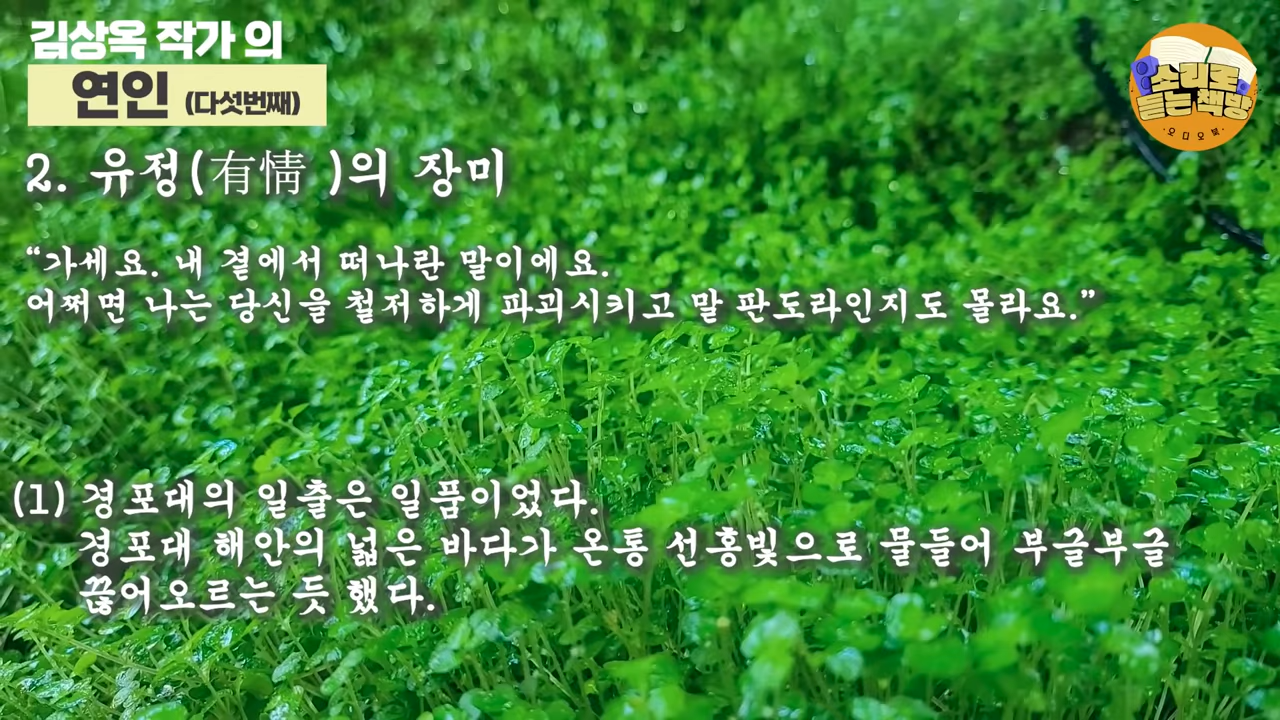 김상옥 작가 의
연인 (다섯번째)
소리로
듣는 책방
·오디오북·
2. 유정(有情 )의 장미
“가세요. 내 곁에서 떠나란 말이에요.
어쩌면 나는 당신을 철저하게 파괴시키고 말 판도라인지도 몰라요.”
(1) 경포대의 일출은 일품이었다.
경포대 해안의 넓은 바다가 온통 선홍빛으로 물들어 부글부글
끓어오르는 듯 했다.